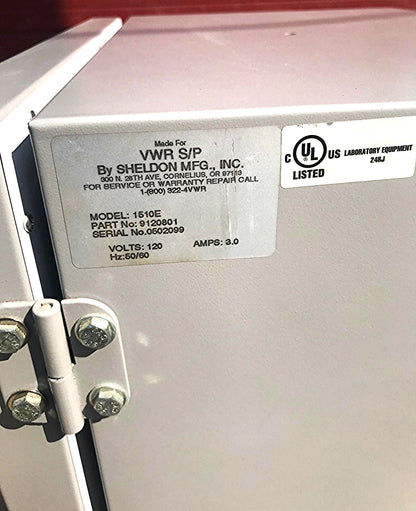 Made For
VWR S/P
By SHELDON MFG., INC.
300 N. 26TH AVE, CORNELIUS, OR 97113
FOR SERVICE OR WARRANTY REPAIR CALL
1-(800) 322-4VWR
MODEL: 1510E
PART No: 9120801
SERIAL No.0502099
VOLTS: 120 AMPS: 3.0
Hz:50/60
C UL US LABORATORY EQUIPMENT
24RJ
LISTED